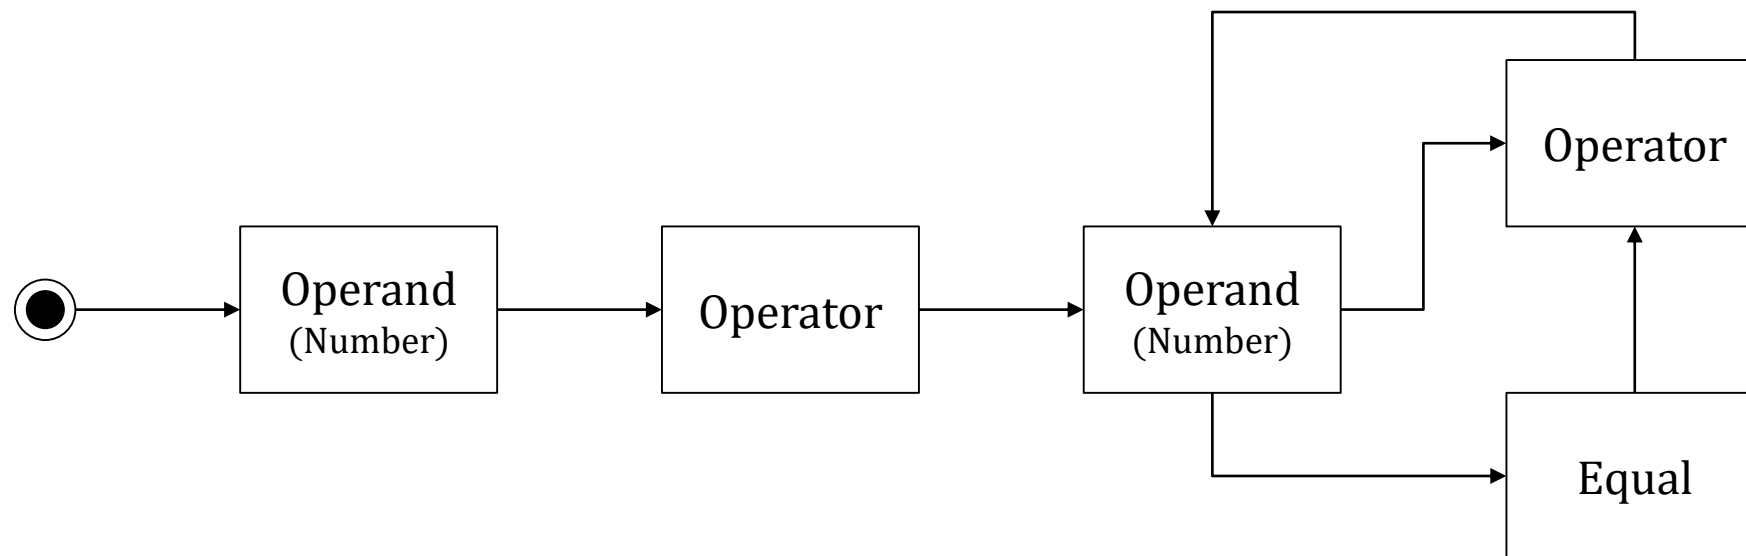 Operator
Operand
(Number)
Operator
Operand
(Number)
Equal